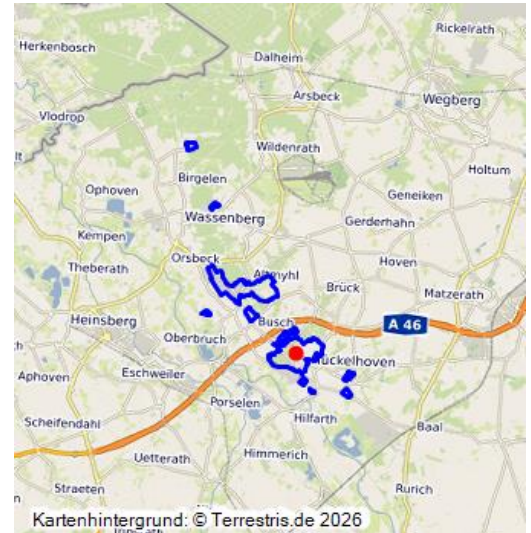 Rickelrath
Herkenbosch
Dalheim
Arsbeck
Wegberg
Vlodrop
Wildenrath
Holtum
Birgelen
Ophoven
Geneiken
Wassenberg
Gerderhahn
Kempen
Orsbeck
Hoven
Theberath
Altmyhl
Brück
Matzerath
Heinsberg
Busch
A 46
Oberbruch
ückelhoven
Aphoven
Eschweiler
Porselen
Hilfarth
Scheifendahl
Baal
Himmerich
Uetterath
Straeten
Rurich
Kartenhintergrund: © Terrestris.de 2026